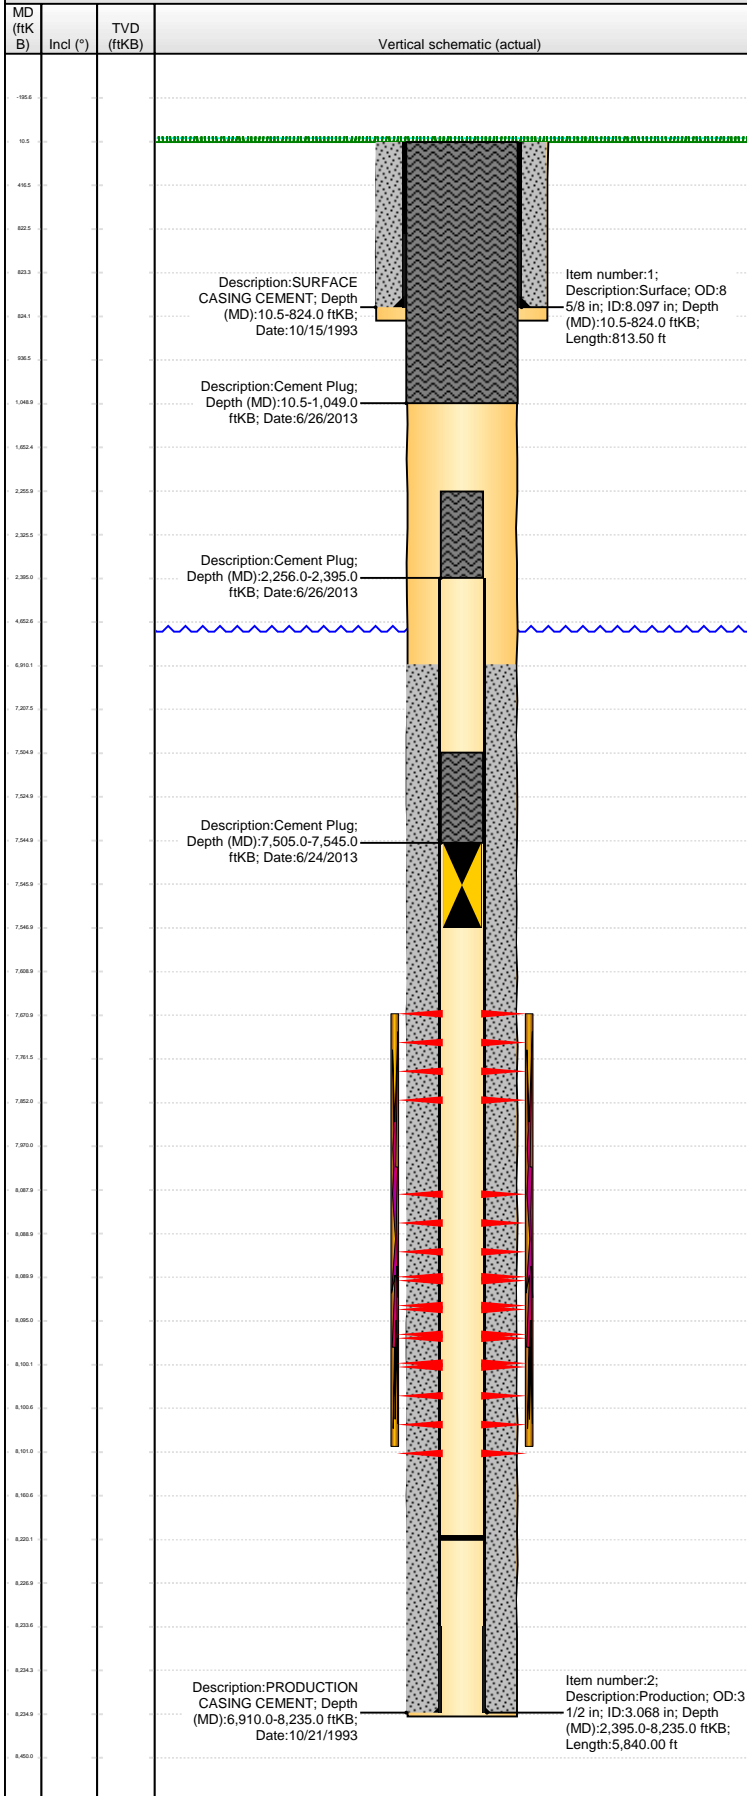 MD
(ftK
B)
Incl (°)
TVD
(ftKB)
Vertical schematic (actual)
-195.6
10.5
416.5
822.5
823.3
824.1
936.5
1,048.9
1,652.4
2,255.9
2,325.5
2,395.0
4,652.6
6,910.1
7,207.5
7,504.9
7,524.9
7,544.9
7,545.9
7,546.9
7,608.9
7,670.9
7,761.5
7,852.0
7,970.0
8,087.9
8,088.9
8,089.9
8,095.0
8,100.1
8,100.6
8,101.0
8,160.6
8,220.1
8,226.9
8,233.6
8,234.3
8,234.9
8,450.0
Description:SURFACE
CASING CEMENT; Depth
(MD):10.5-824.0 ftKB;
Date:10/15/1993
Item number:1;
Description:Surface; OD:8
5/8 in; ID:8.097 in; Depth
(MD):10.5-824.0 ftKB;
Length:813.50 ft
Description:Cement Plug;
Depth (MD):10.5-1,049.0
ftKB; Date:6/26/2013
Description:Cement Plug;
Depth (MD):2,256.0-2,395.0
ftKB; Date:6/26/2013
Description:Cement Plug;
Depth (MD):7,505.0-7,545.0
ftKB; Date:6/24/2013
Description:PRODUCTION
CASING CEMENT; Depth
(MD):6,910.0-8,235.0 ftKB;
Date:10/21/1993
Item number:2;
Description:Production; OD:3
1/2 in; ID:3.068 in; Depth
(MD):2,395.0-8,235.0 ftKB;
Length:5,840.00 ft